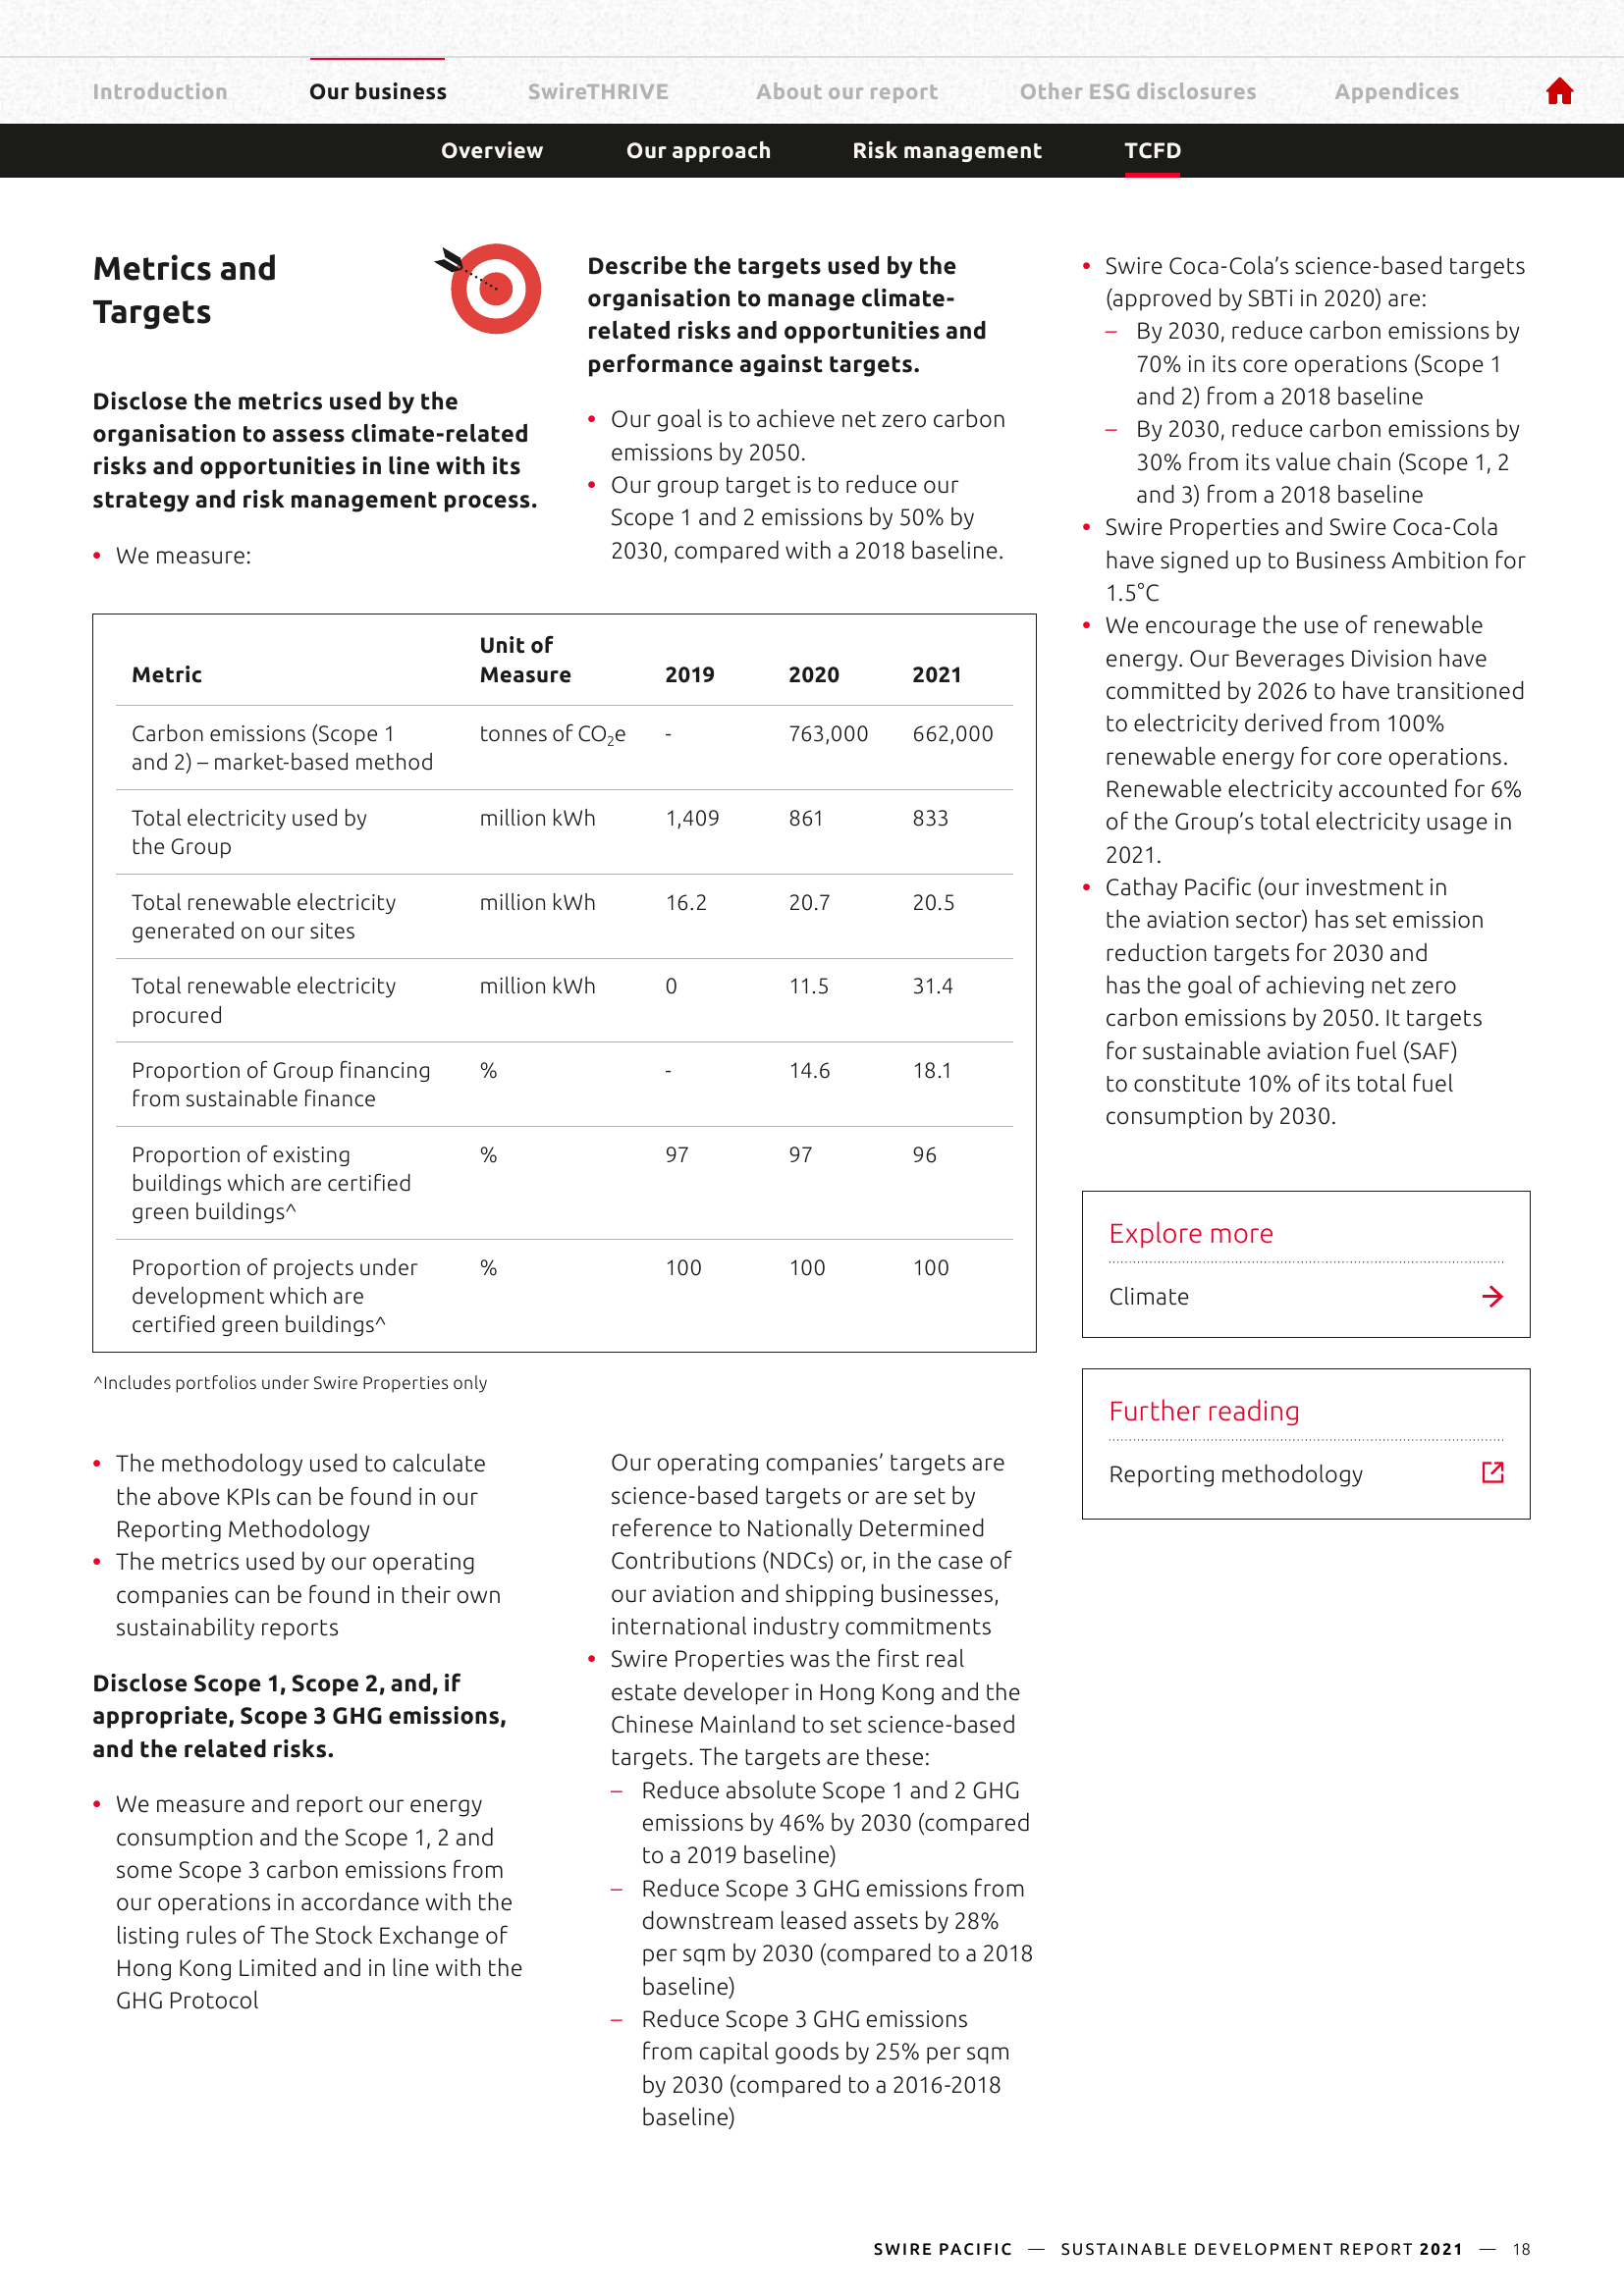 Introduction Our business SwireTHRIVE About our report Other ESG disclosures Appendices
Overview Our approach Risk management TCFD
Metrics and
Targets
Disclose the metrics used by the
organisation to assess climate-related
risks and opportunities in line with its
strategy and risk management process.
• We measure:
Describe the targets used by the
organisation to manage climate-
related risks and opportunities and
performance against targets.
• Our goal is to achieve net zero carbon
emissions by 2050.
• Our group target is to reduce our
Scope 1 and 2 emissions by 50% by
2030, compared with a 2018 baseline.
Unit of
Metric Measure 2019 2020 2021
Carbon emissions (Scope 1 tonnes of CO₂e - 763,000 662,000
and 2) – market-based method
Total electricity used by million kWh 1,409 861 833
the Group
Total renewable electricity million kWh 16.2 20.7 20.5
generated on our sites
Total renewable electricity million kWh 0 11.5 31.4
procured
Proportion of Group financing % - 14.6 18.1
from sustainable finance
Proportion of existing % 97 97 96
buildings which are certified
green buildings^
Proportion of projects under % 100 100 100
development which are
certified green buildings^
^Includes portfolios under Swire Properties only
• The methodology used to calculate
the above KPIs can be found in our
Reporting Methodology
• The metrics used by our operating
companies can be found in their own
sustainability reports
Disclose Scope 1, Scope 2, and, if
appropriate, Scope 3 GHG emissions,
and the related risks.
• We measure and report our energy
consumption and the Scope 1, 2 and
some Scope 3 carbon emissions from
our operations in accordance with the
listing rules of The Stock Exchange of
Hong Kong Limited and in line with the
GHG Protocol
Our operating companies’ targets are
science-based targets or are set by
reference to Nationally Determined
Contributions (NDCs) or, in the case of
our aviation and shipping businesses,
international industry commitments
• Swire Properties was the first real
estate developer in Hong Kong and the
Chinese Mainland to set science-based
targets. The targets are these:
– Reduce absolute Scope 1 and 2 GHG
emissions by 46% by 2030 (compared
to a 2019 baseline)
– Reduce Scope 3 GHG emissions from
downstream leased assets by 28%
per sqm by 2030 (compared to a 2018
baseline)
– Reduce Scope 3 GHG emissions
from capital goods by 25% per sqm
by 2030 (compared to a 2016-2018
baseline)
• Swire Coca-Cola’s science-based targets
(approved by SBTi in 2020) are:
– By 2030, reduce carbon emissions by
70% in its core operations (Scope 1
and 2) from a 2018 baseline
– By 2030, reduce carbon emissions by
30% from its value chain (Scope 1, 2
and 3) from a 2018 baseline
• Swire Properties and Swire Coca-Cola
have signed up to Business Ambition for
1.5°C
• We encourage the use of renewable
energy. Our Beverages Division have
committed by 2026 to have transitioned
to electricity derived from 100%
renewable energy for core operations.
Renewable electricity accounted for 6%
of the Group’s total electricity usage in
2021.
• Cathay Pacific (our investment in
the aviation sector) has set emission
reduction targets for 2030 and
has the goal of achieving net zero
carbon emissions by 2050. It targets
for sustainable aviation fuel (SAF)
to constitute 10% of its total fuel
consumption by 2030.
Explore more
Climate
Further reading
Reporting methodology
SWIRE PACIFIC — SUSTAINABLE DEVELOPMENT REPORT 2021 — 18